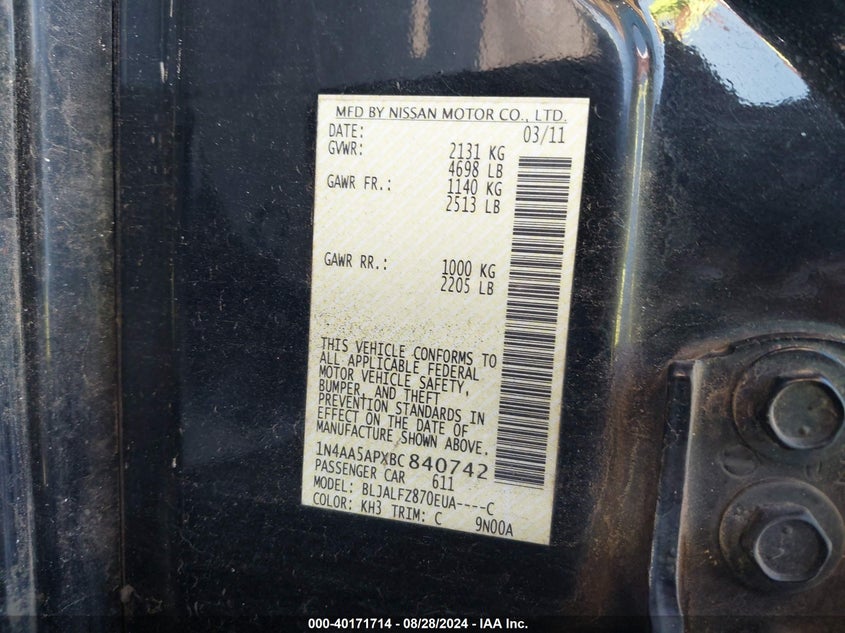 MFD BY NISSAN MOTOR CO., LTD.
DATE: 03/11
GVWR: 2131 KG
4698 LB
GAWR FR.: 1140 KG
2513 LB
GAWR RR.: 1000 KG
2205 LB
THIS VEHICLE CONFORMS TO
ALL APPLICABLE FEDERAL
MOTOR VEHICLE SAFETY,
BUMPER, AND THEFT
PREVENTION STANDARDS IN
EFFECT ON THE DATE OF
MANUFACTURE SHOWN ABOVE.
1N4AA5APXBC840742
PASSENGER CAR 611
MODEL: BLJALFZ870EUA----C
COLOR: KH3 TRIM: C 9N00A
000-40171714 - 08/28/2024 - IAA Inc.